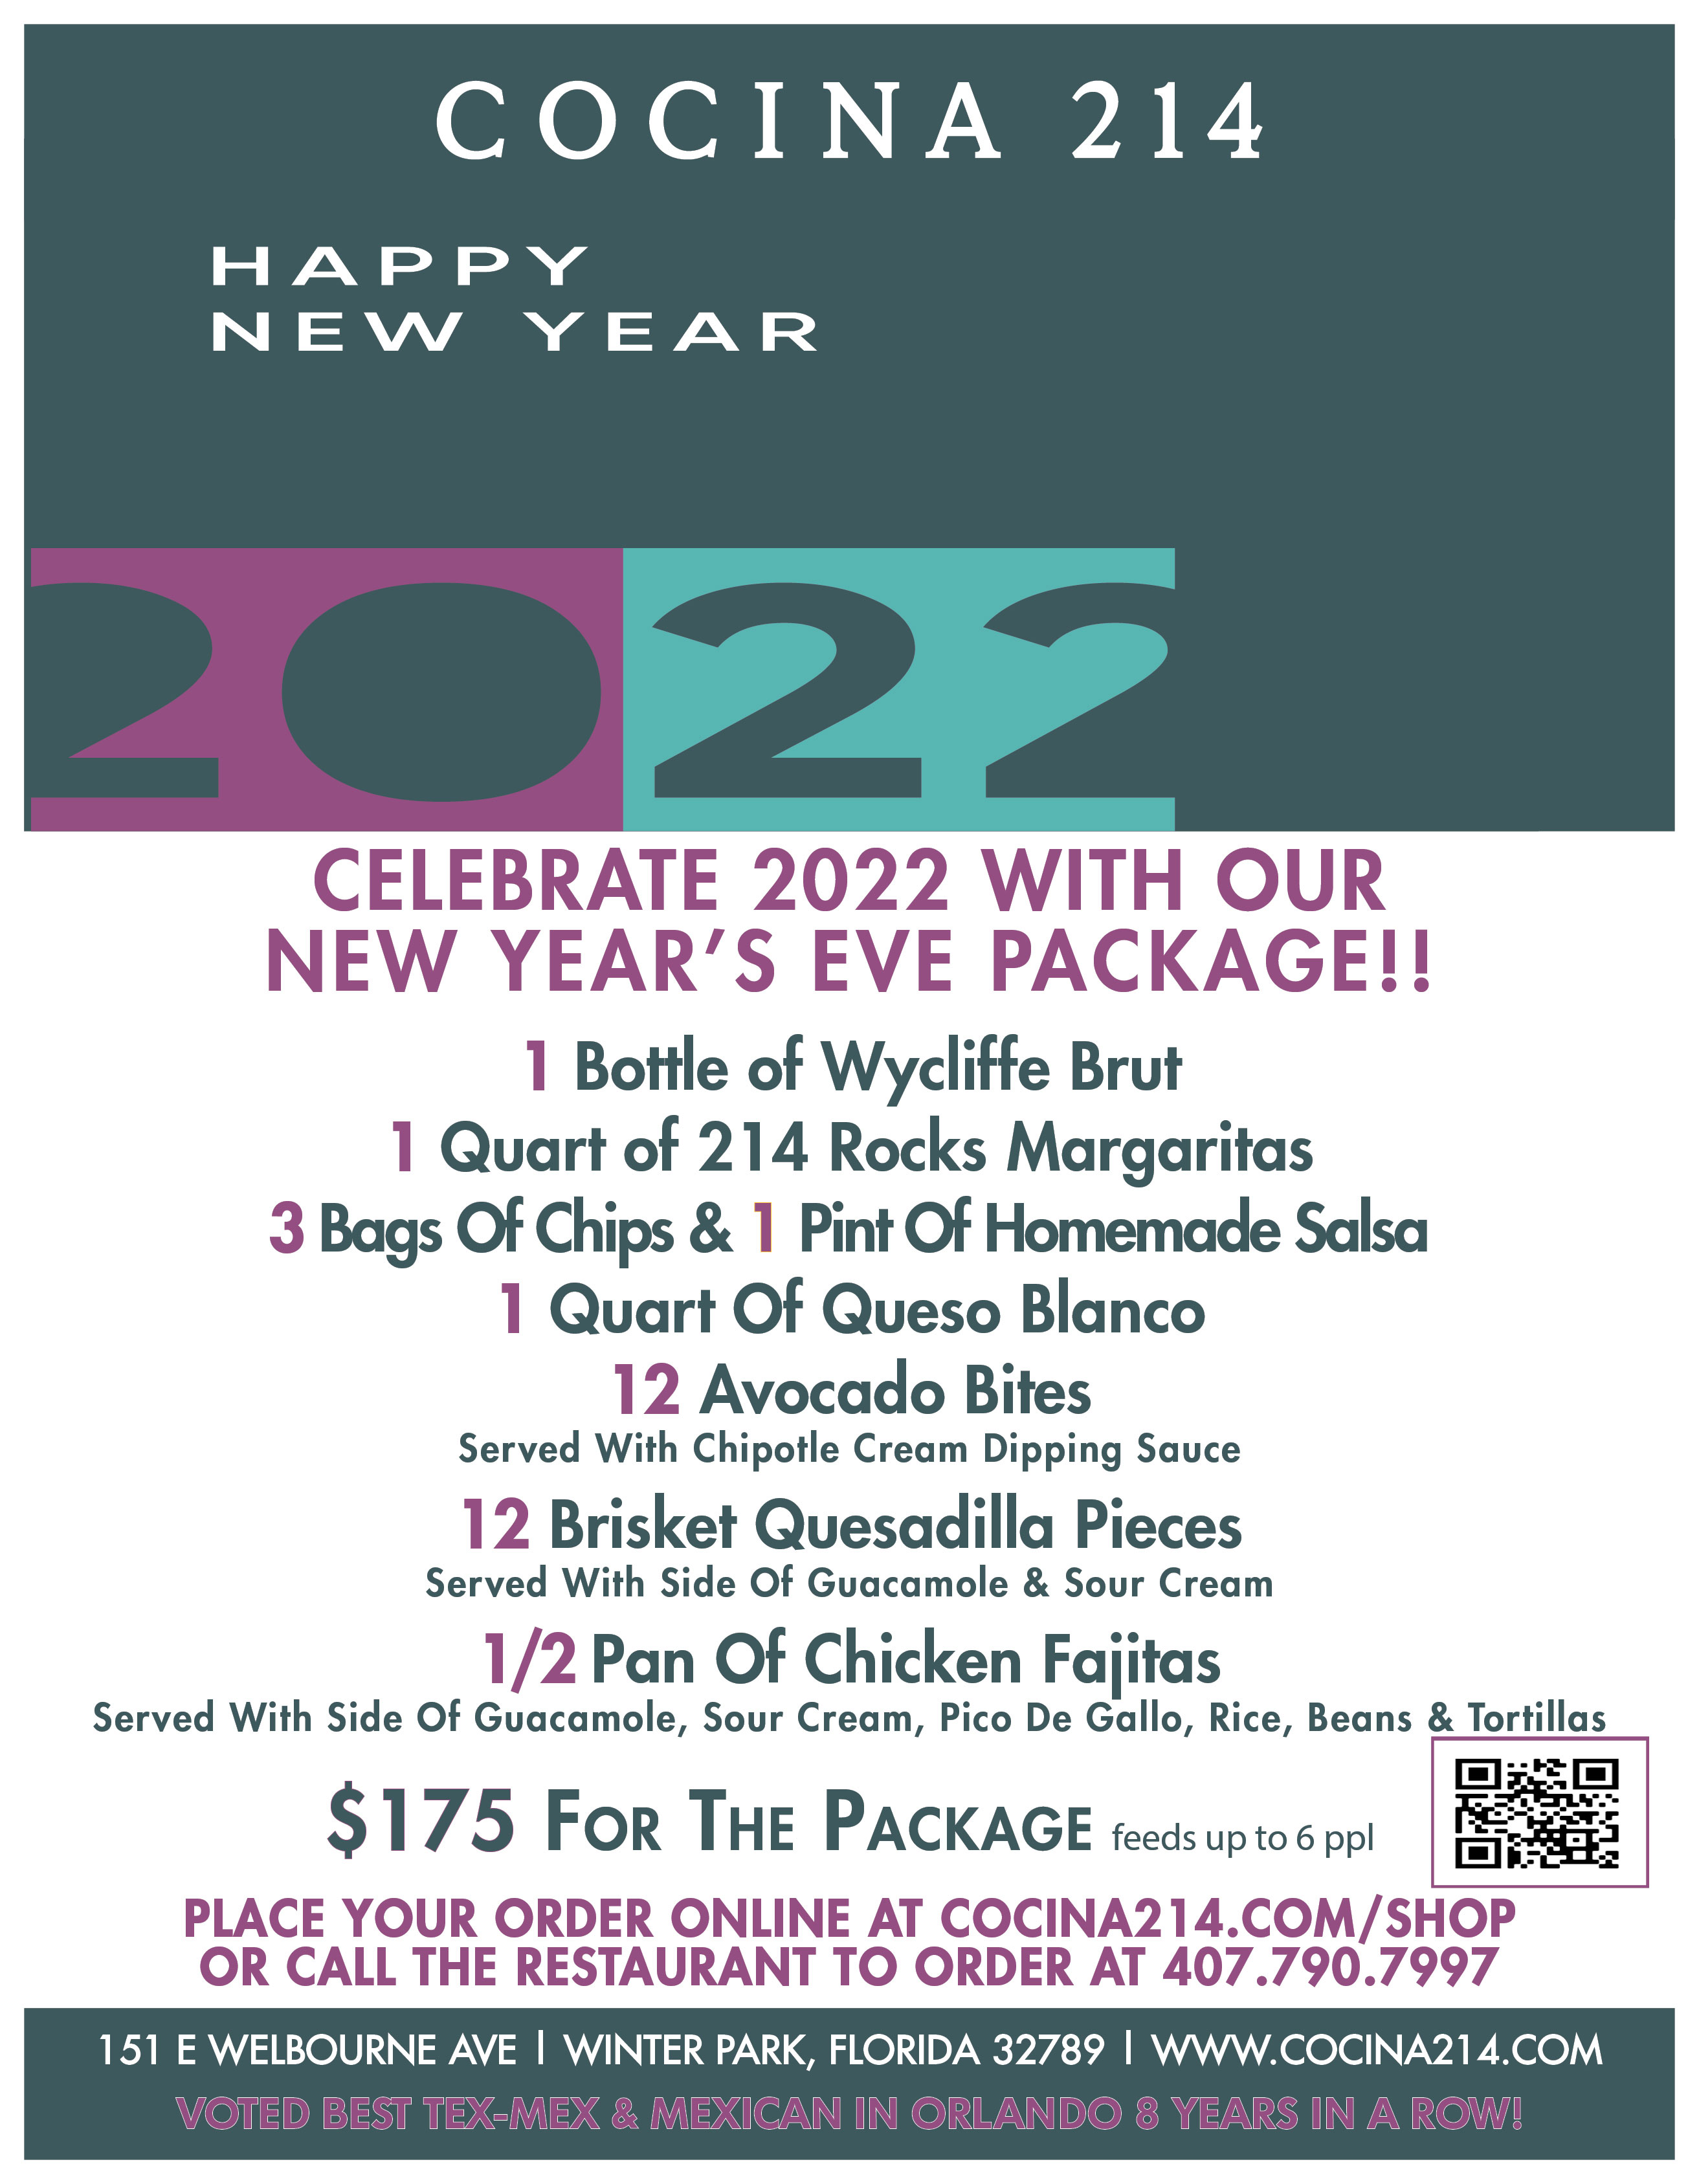 COCINA 214
HAPPY
NEW YEAR
2022
CELEBRATE 2022 WITH OUR
NEW YEAR’S EVE PACKAGE!!
1 Bottle of Wycliffe Brut
1 Quart of 214 Rocks Margaritas
3 Bags Of Chips & 1 Pint Of Homemade Salsa
1 Quart Of Queso Blanco
12 Avocado Bites
Served With Chipotle Cream Dipping Sauce
12 Brisket Quesadilla Pieces
Served With Side Of Guacamole & Sour Cream
1/2 Pan Of Chicken Fajitas
Served With Side Of Guacamole, Sour Cream, Pico De Gallo, Rice, Beans & Tortillas
$175 For The Package feeds up to 6 ppl
PLACE YOUR ORDER ONLINE AT COCINA214.COM/SHOP
OR CALL THE RESTAURANT TO ORDER AT 407.790.7997
151 E WELBOURNE AVE | WINTER PARK, FLORIDA 32789 | WWW.COCINA214.COM
VOTED BEST TEX-MEX & MEXICAN IN ORLANDO 8 YEARS IN A ROW!